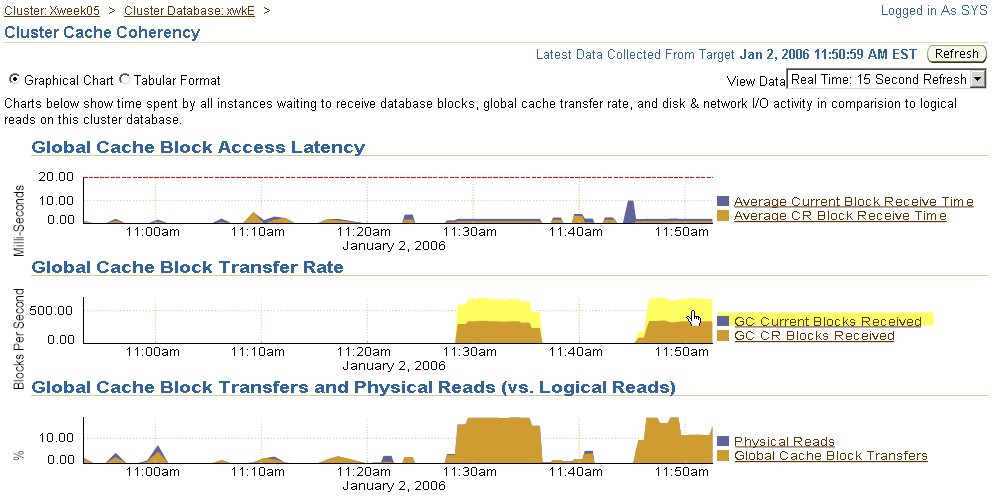 Cluster: Xweek05 > Cluster Database: xwkE >
Logged in As SYS
Cluster Cache Coherency
Latest Data Collected From Target Jan 2, 2006 11:50:59 AM EST Refresh
Graphical Chart Tabular Format
View Data Real Time: 15 Second Refresh
Charts below show time spent by all instances waiting to receive database blocks, global cache transfer rate, and disk & network I/O activity in comparision to logical
reads on this cluster database.
Global Cache Block Access Latency
Milli-Seconds
20.00
10.00
0.00
11:00am 11:10am 11:20am 11:30am 11:40am 11:50am
January 2, 2006
Average Current Block Receive Time
Average CR Block Receive Time
Global Cache Block Transfer Rate
Blocks Per Second
500.00
0.00
11:00am 11:10am 11:20am 11:30am 11:40am 11:50am
January 2, 2006
GC Current Blocks Received
GC CR Blocks Received
Global Cache Block Transfers and Physical Reads (vs. Logical Reads)
%
10.00
0.00
11:00am 11:10am 11:20am 11:30am 11:40am 11:50am
January 2, 2006
Physical Reads
Global Cache Block Transfers